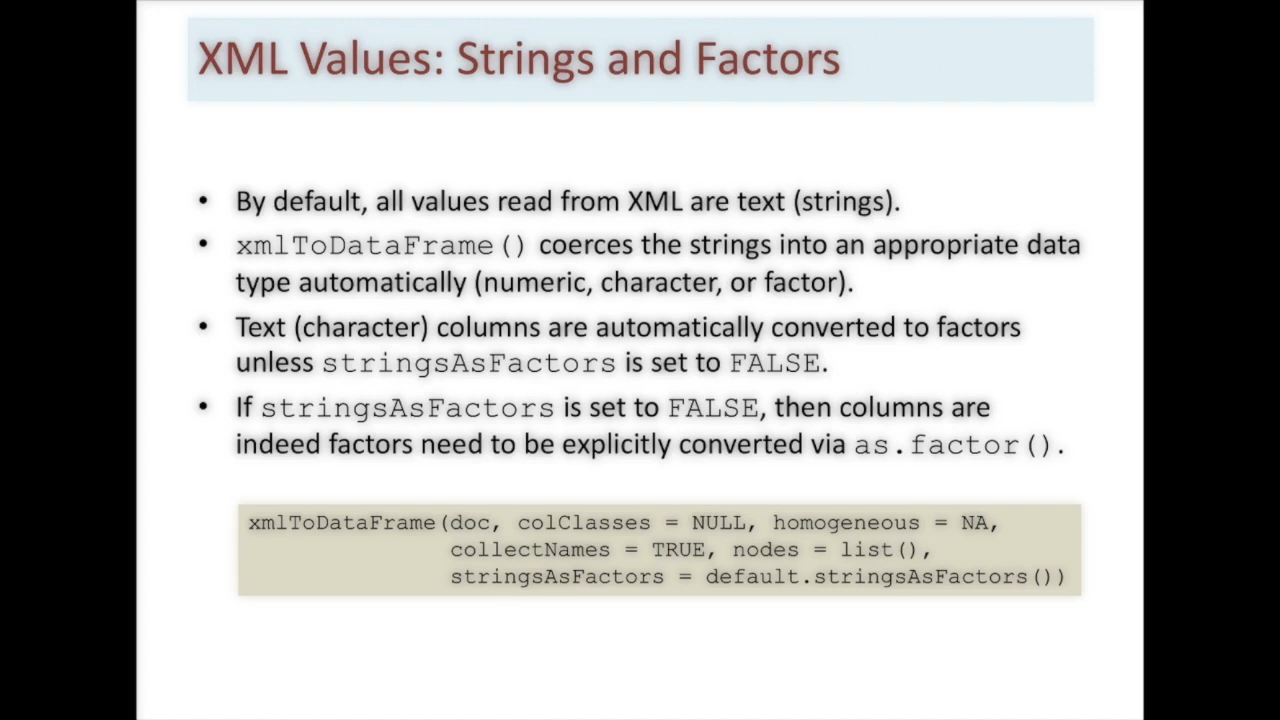 XML Values: Strings and Factors
• By default, all values read from XML are text (strings).
• xmlToDataFrame() coerces the strings into an appropriate data
type automatically (numeric, character, or factor).
• Text (character) columns are automatically converted to factors
unless stringsAsFactors is set to FALSE.
• If stringsAsFactors is set to FALSE, then columns are
indeed factors need to be explicitly converted via as.factor().
xmlToDataFrame(doc, colClasses = NULL, homogeneous = NA,
collectNames = TRUE, nodes = list(),
stringsAsFactors = default.stringsAsFactors())